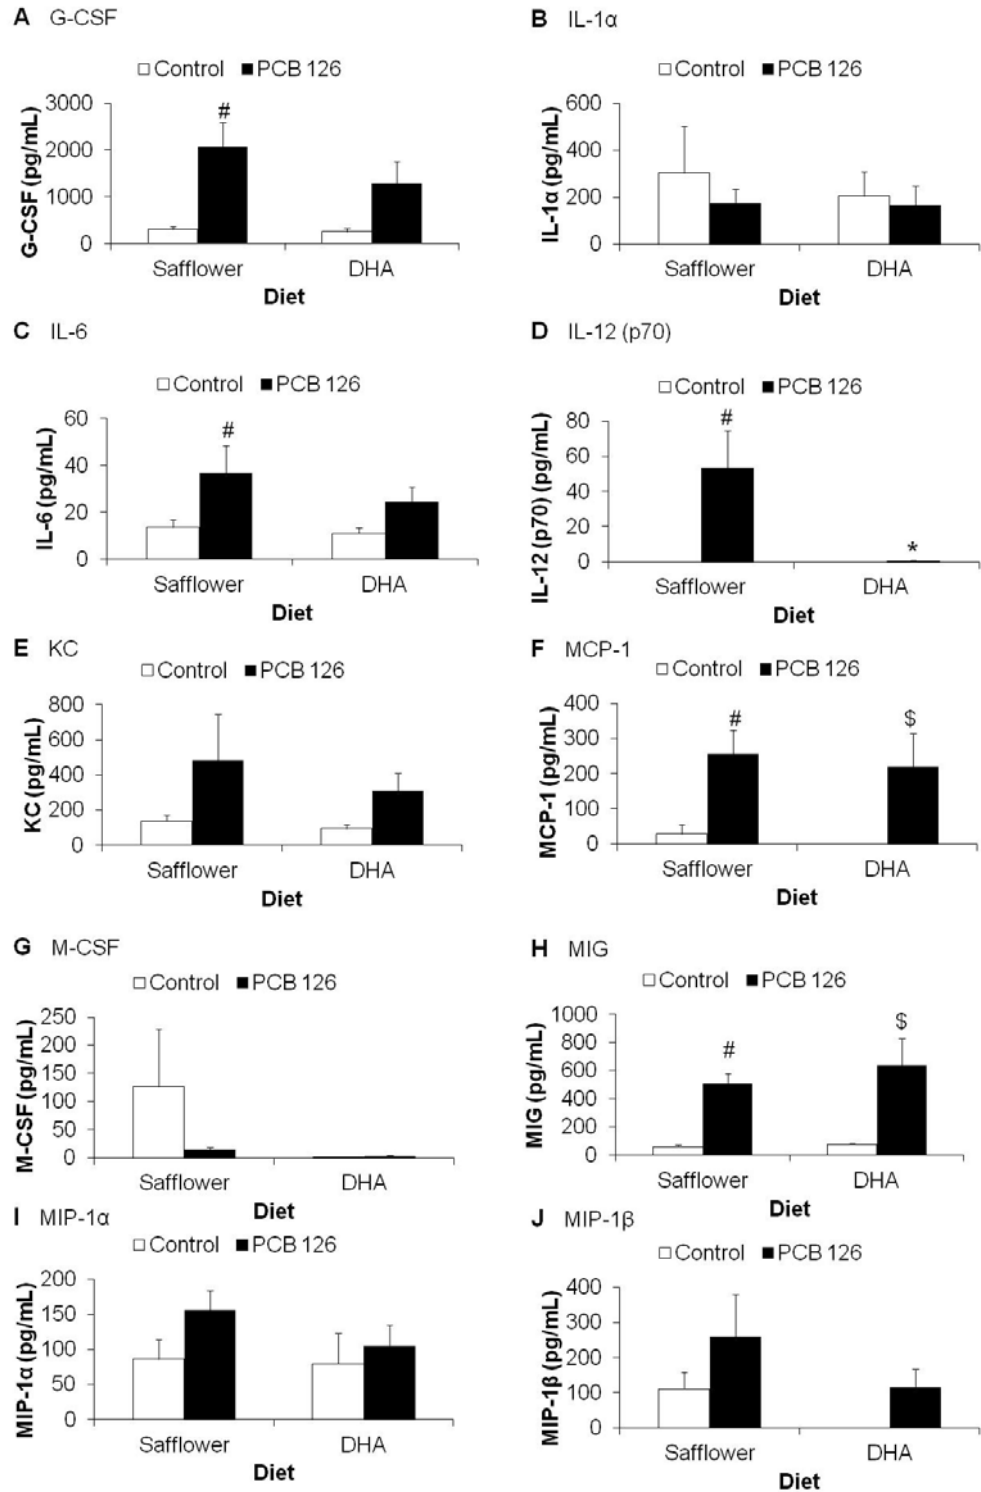 A G-CSF
□Control ■PCB 126
G-CSF (pg/mL)
3000
2000
1000
0
#
Safflower DHA
Diet
B IL-1α
□Control ■PCB 126
IL-1α (pg/mL)
600
400
200
0
Safflower DHA
Diet
C IL-6
□Control ■PCB 126
IL-6 (pg/mL)
60
40
20
0
#
Safflower DHA
Diet
D IL-12 (p70)
□Control ■PCB 126
IL-12 (p70) (pg/mL)
80
60
40
20
0
#
*
Safflower DHA
Diet
E KC
□Control ■PCB 126
KC (pg/mL)
800
600
400
200
0
Safflower DHA
Diet
F MCP-1
□Control ■PCB 126
MCP-1 (pg/mL)
400
300
200
100
0
# $
Safflower DHA
Diet
G M-CSF
□Control ■PCB 126
M-CSF (pg/mL)
250
200
150
100
50
0
Safflower DHA
Diet
H MIG
□Control ■PCB 126
MIG (pg/mL)
1000
800
600
400
200
0
# $
Safflower DHA
Diet
I MIP-1α
□Control ■PCB 126
MIP-1α (pg/mL)
200
150
100
50
0
Safflower DHA
Diet
J MIP-1β
□Control ■PCB 126
MIP-1β (pg/mL)
400
300
200
100
0
Safflower DHA
Diet